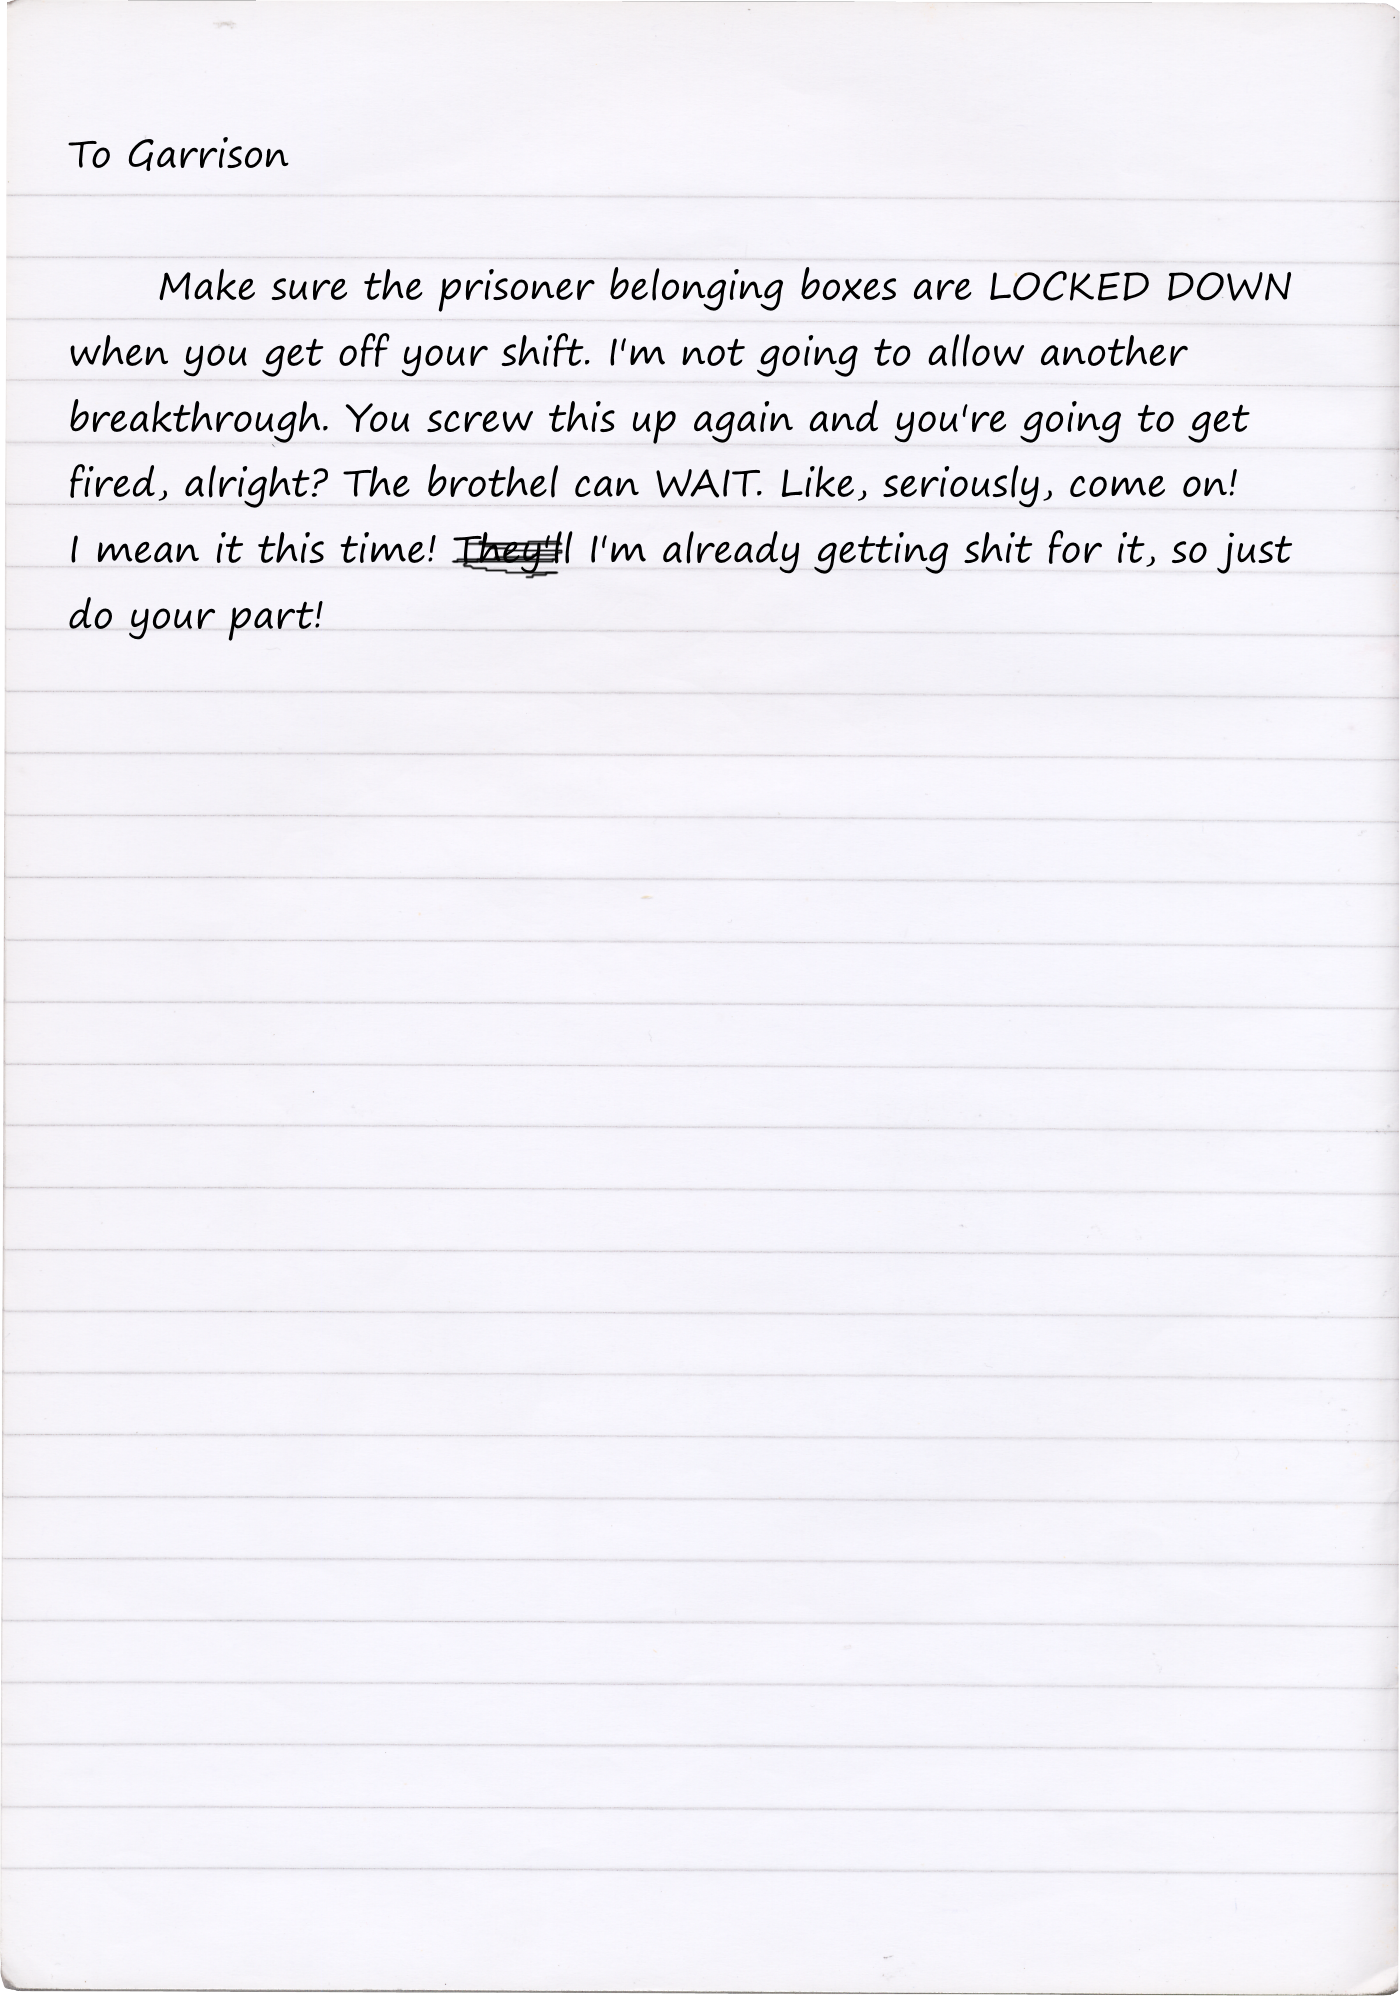 To Garrison
Make sure the prisoner belonging boxes are LOCKED DOWN
when you get off your shift. I'm not going to allow another
breakthrough. You screw this up again and you're going to get
fired, alright? The brothel can WAIT. Like, seriously, come on!
I mean it this time! They'll I'm already getting shit for it, so just
do your part!